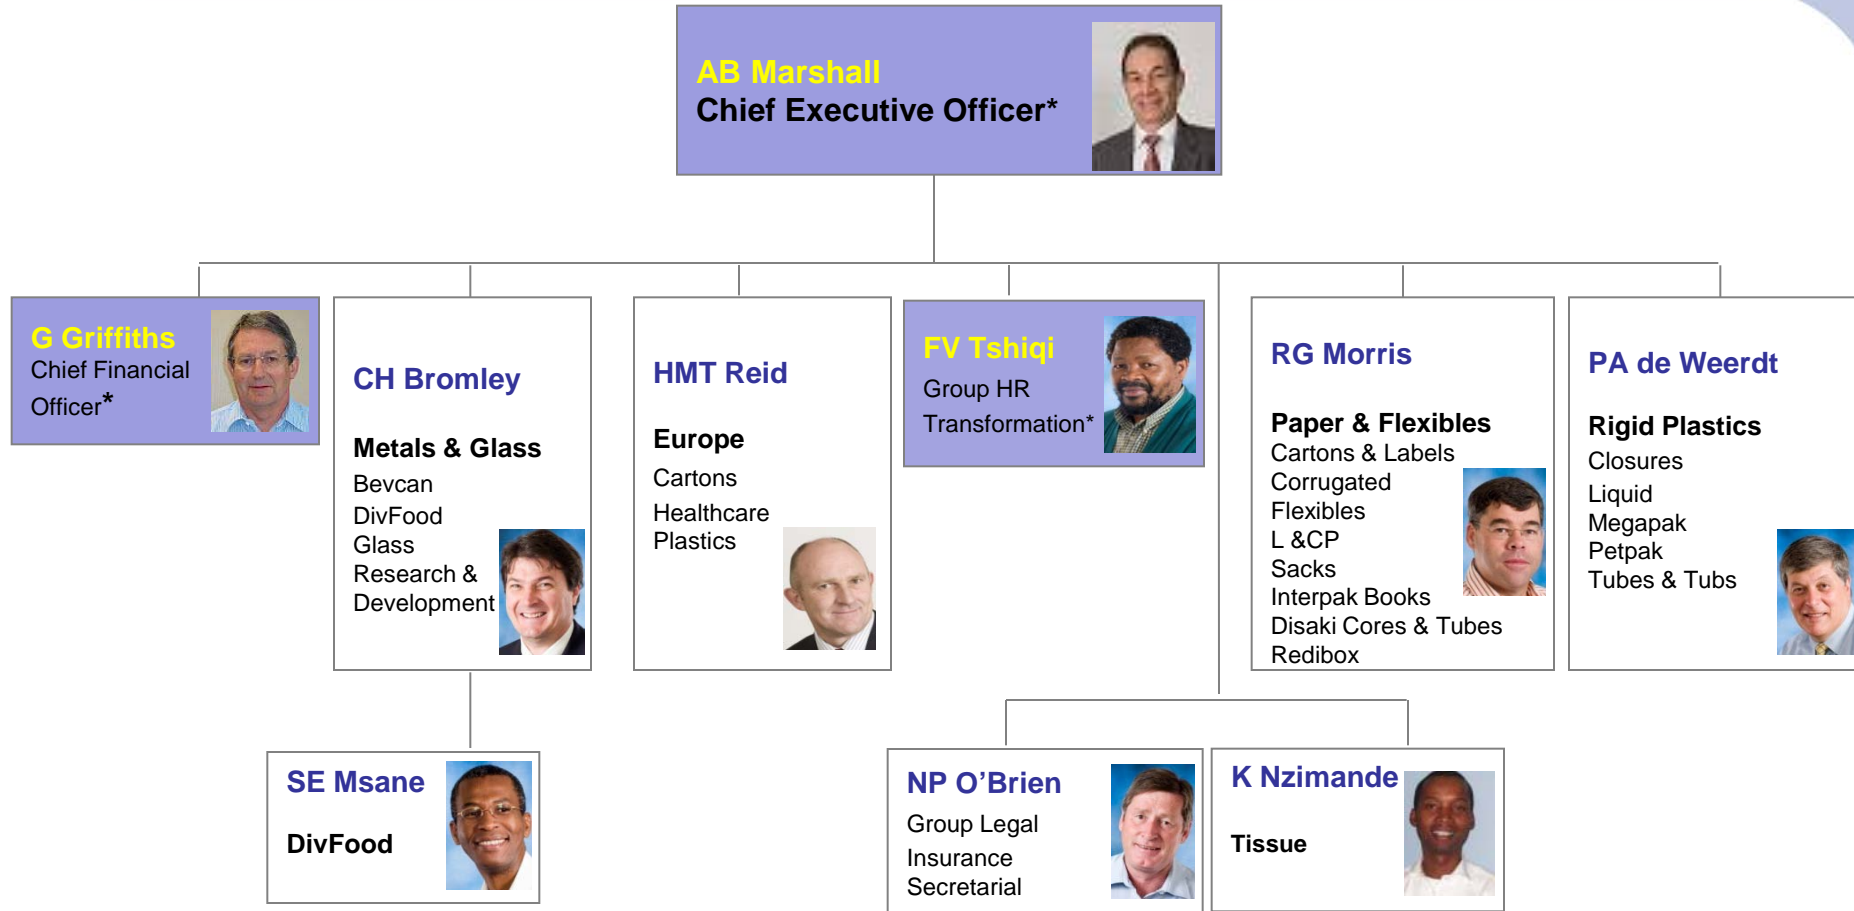 AB Marshall
Chief Executive Officer*
G Griffiths
Chief Financial
Officer*
CH Bromley
Metals & Glass
Bevcan
DivFood
Glass
Research &
Development
HMT Reid
Europe
Cartons
Healthcare
Plastics
FV Tshiqi
Group HR
Transformation*
RG Morris
Paper & Flexibles
Cartons & Labels
Corrugated
Flexibles
L &CP
Sacks
Interpak Books
Disaki Cores & Tubes
Redibox
PA de Weerdt
Rigid Plastics
Closures
Liquid
Megapak
Petpak
Tubes & Tubs
SE Msane
DivFood
NP O’Brien
Group Legal
Insurance
Secretarial
K Nzimande
Tissue